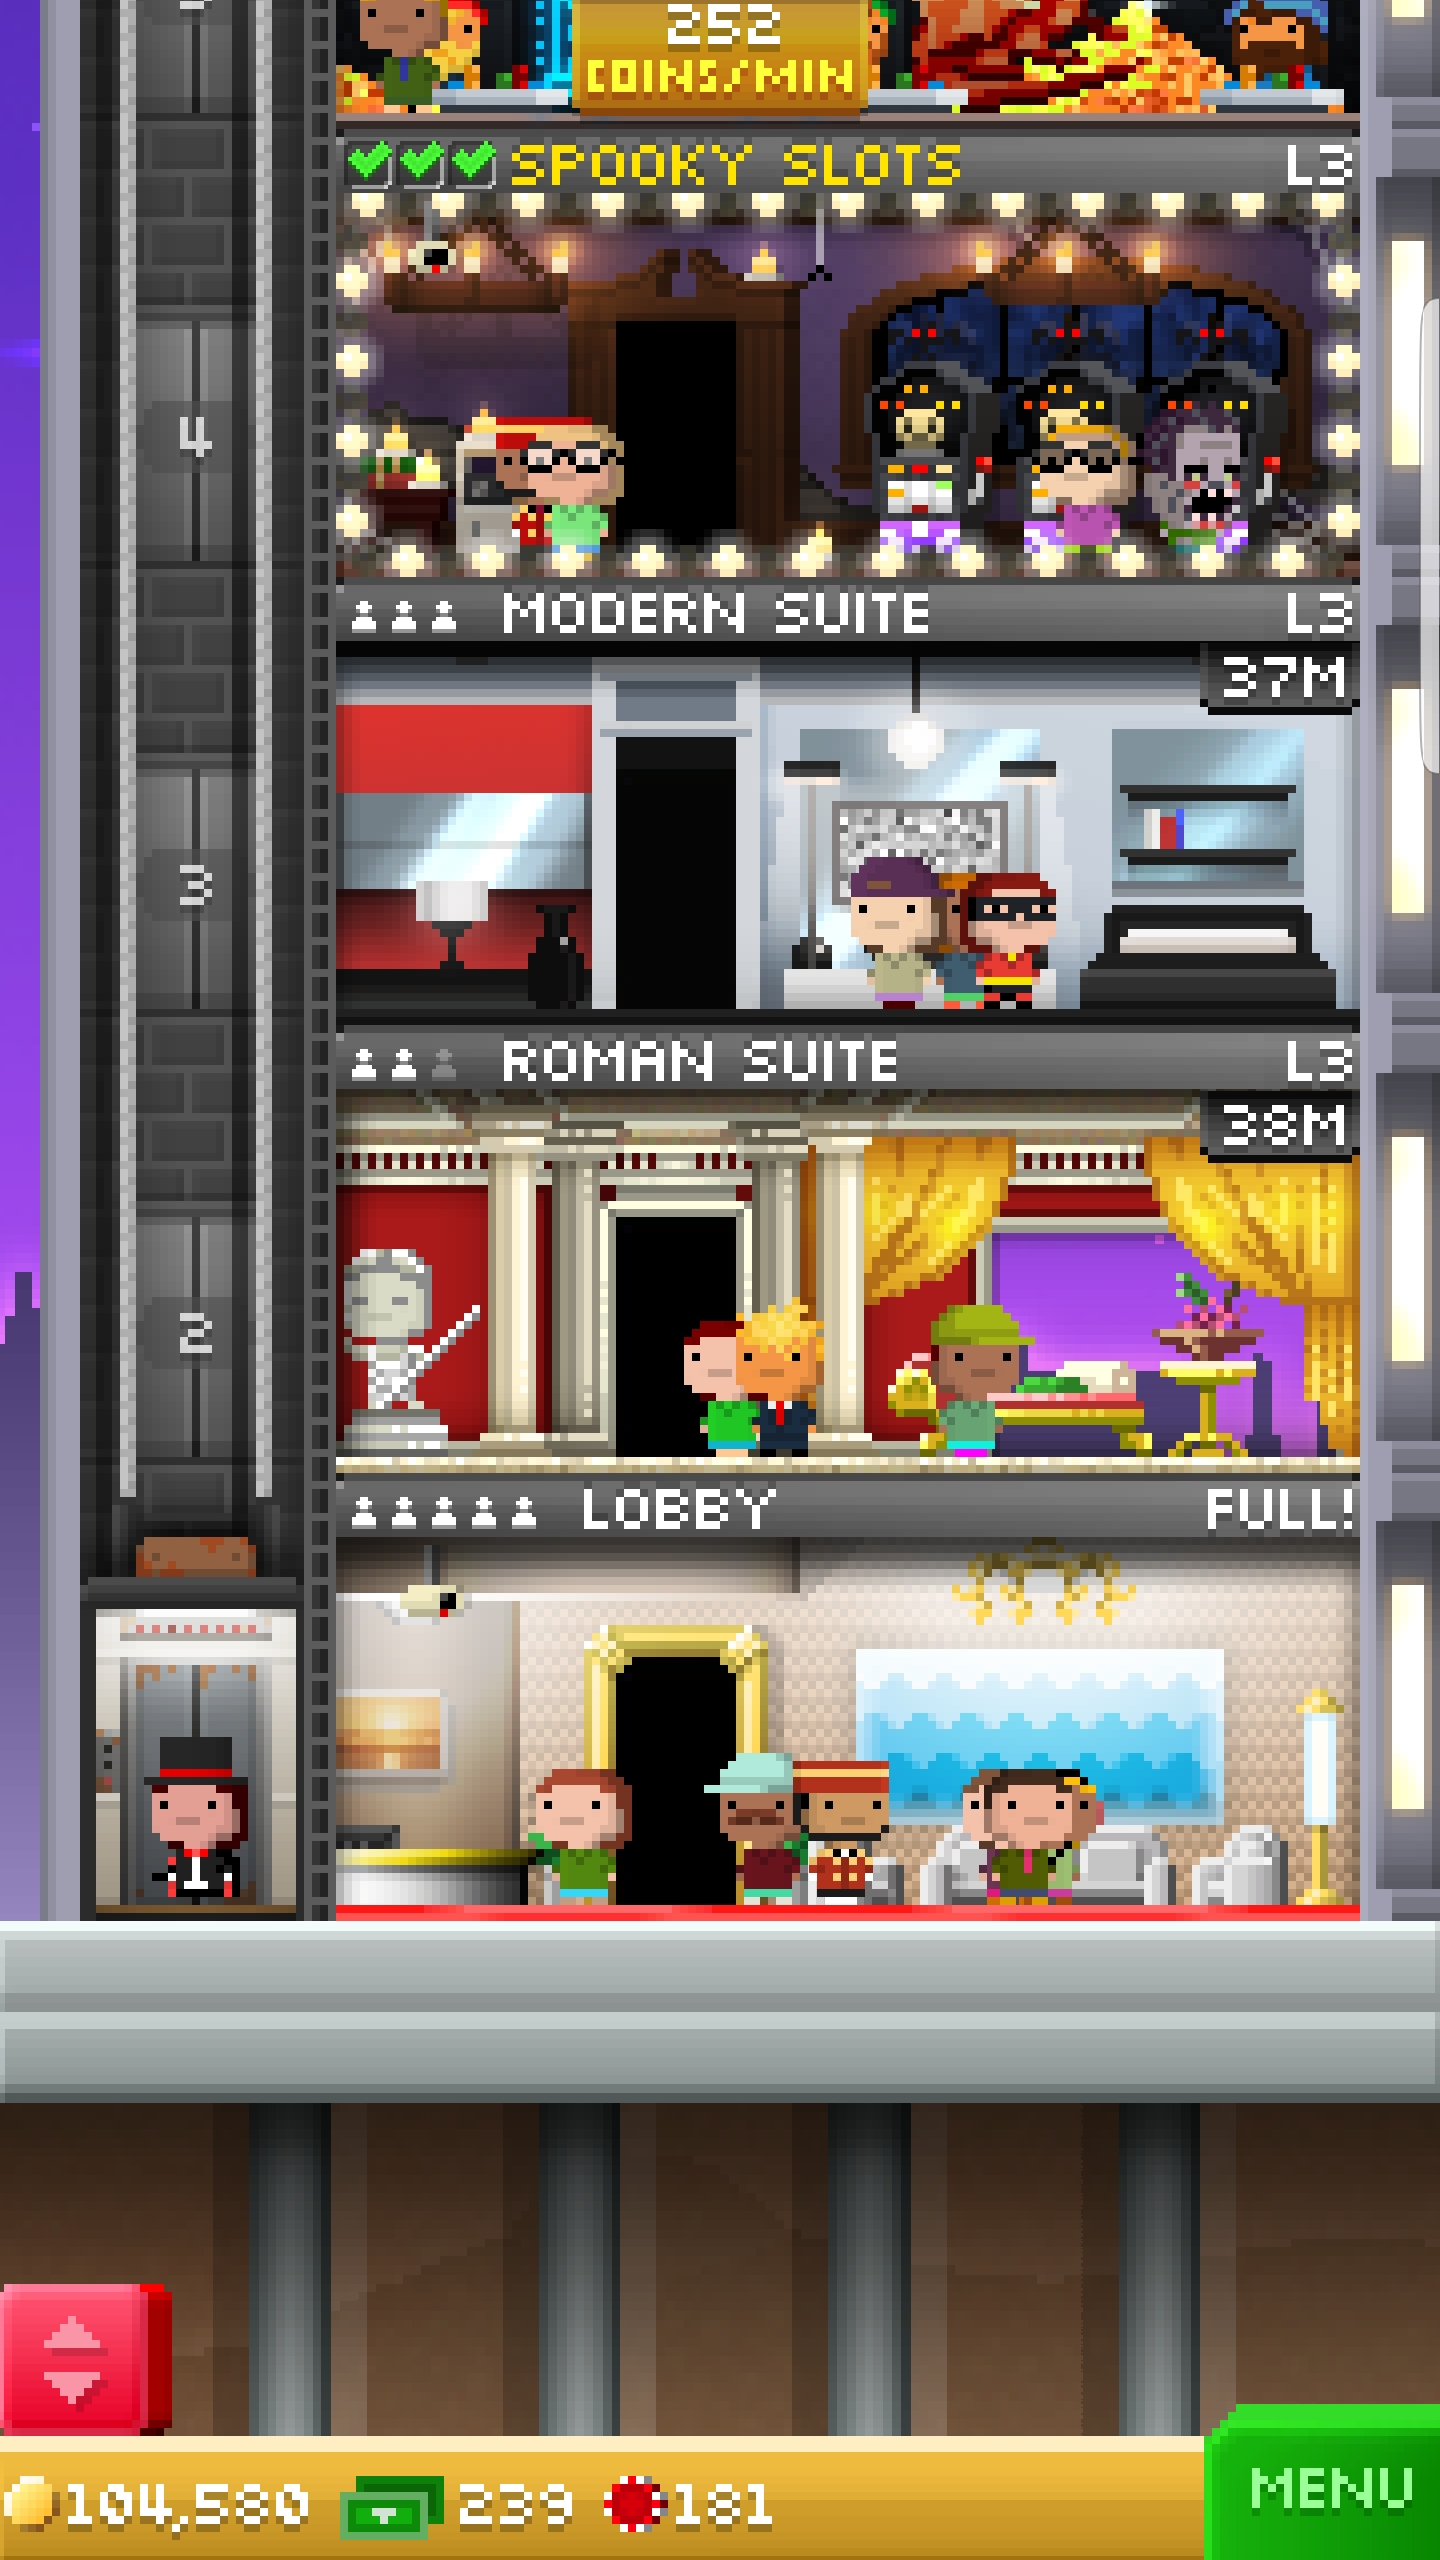 252
COINS/MIN
SPOOKY SLOTS L3
4
MODERN SUITE L3
37M
3
ROMAN SUITE L3
38M
2
LOBBY FULL!
104,580 239 181
MENU